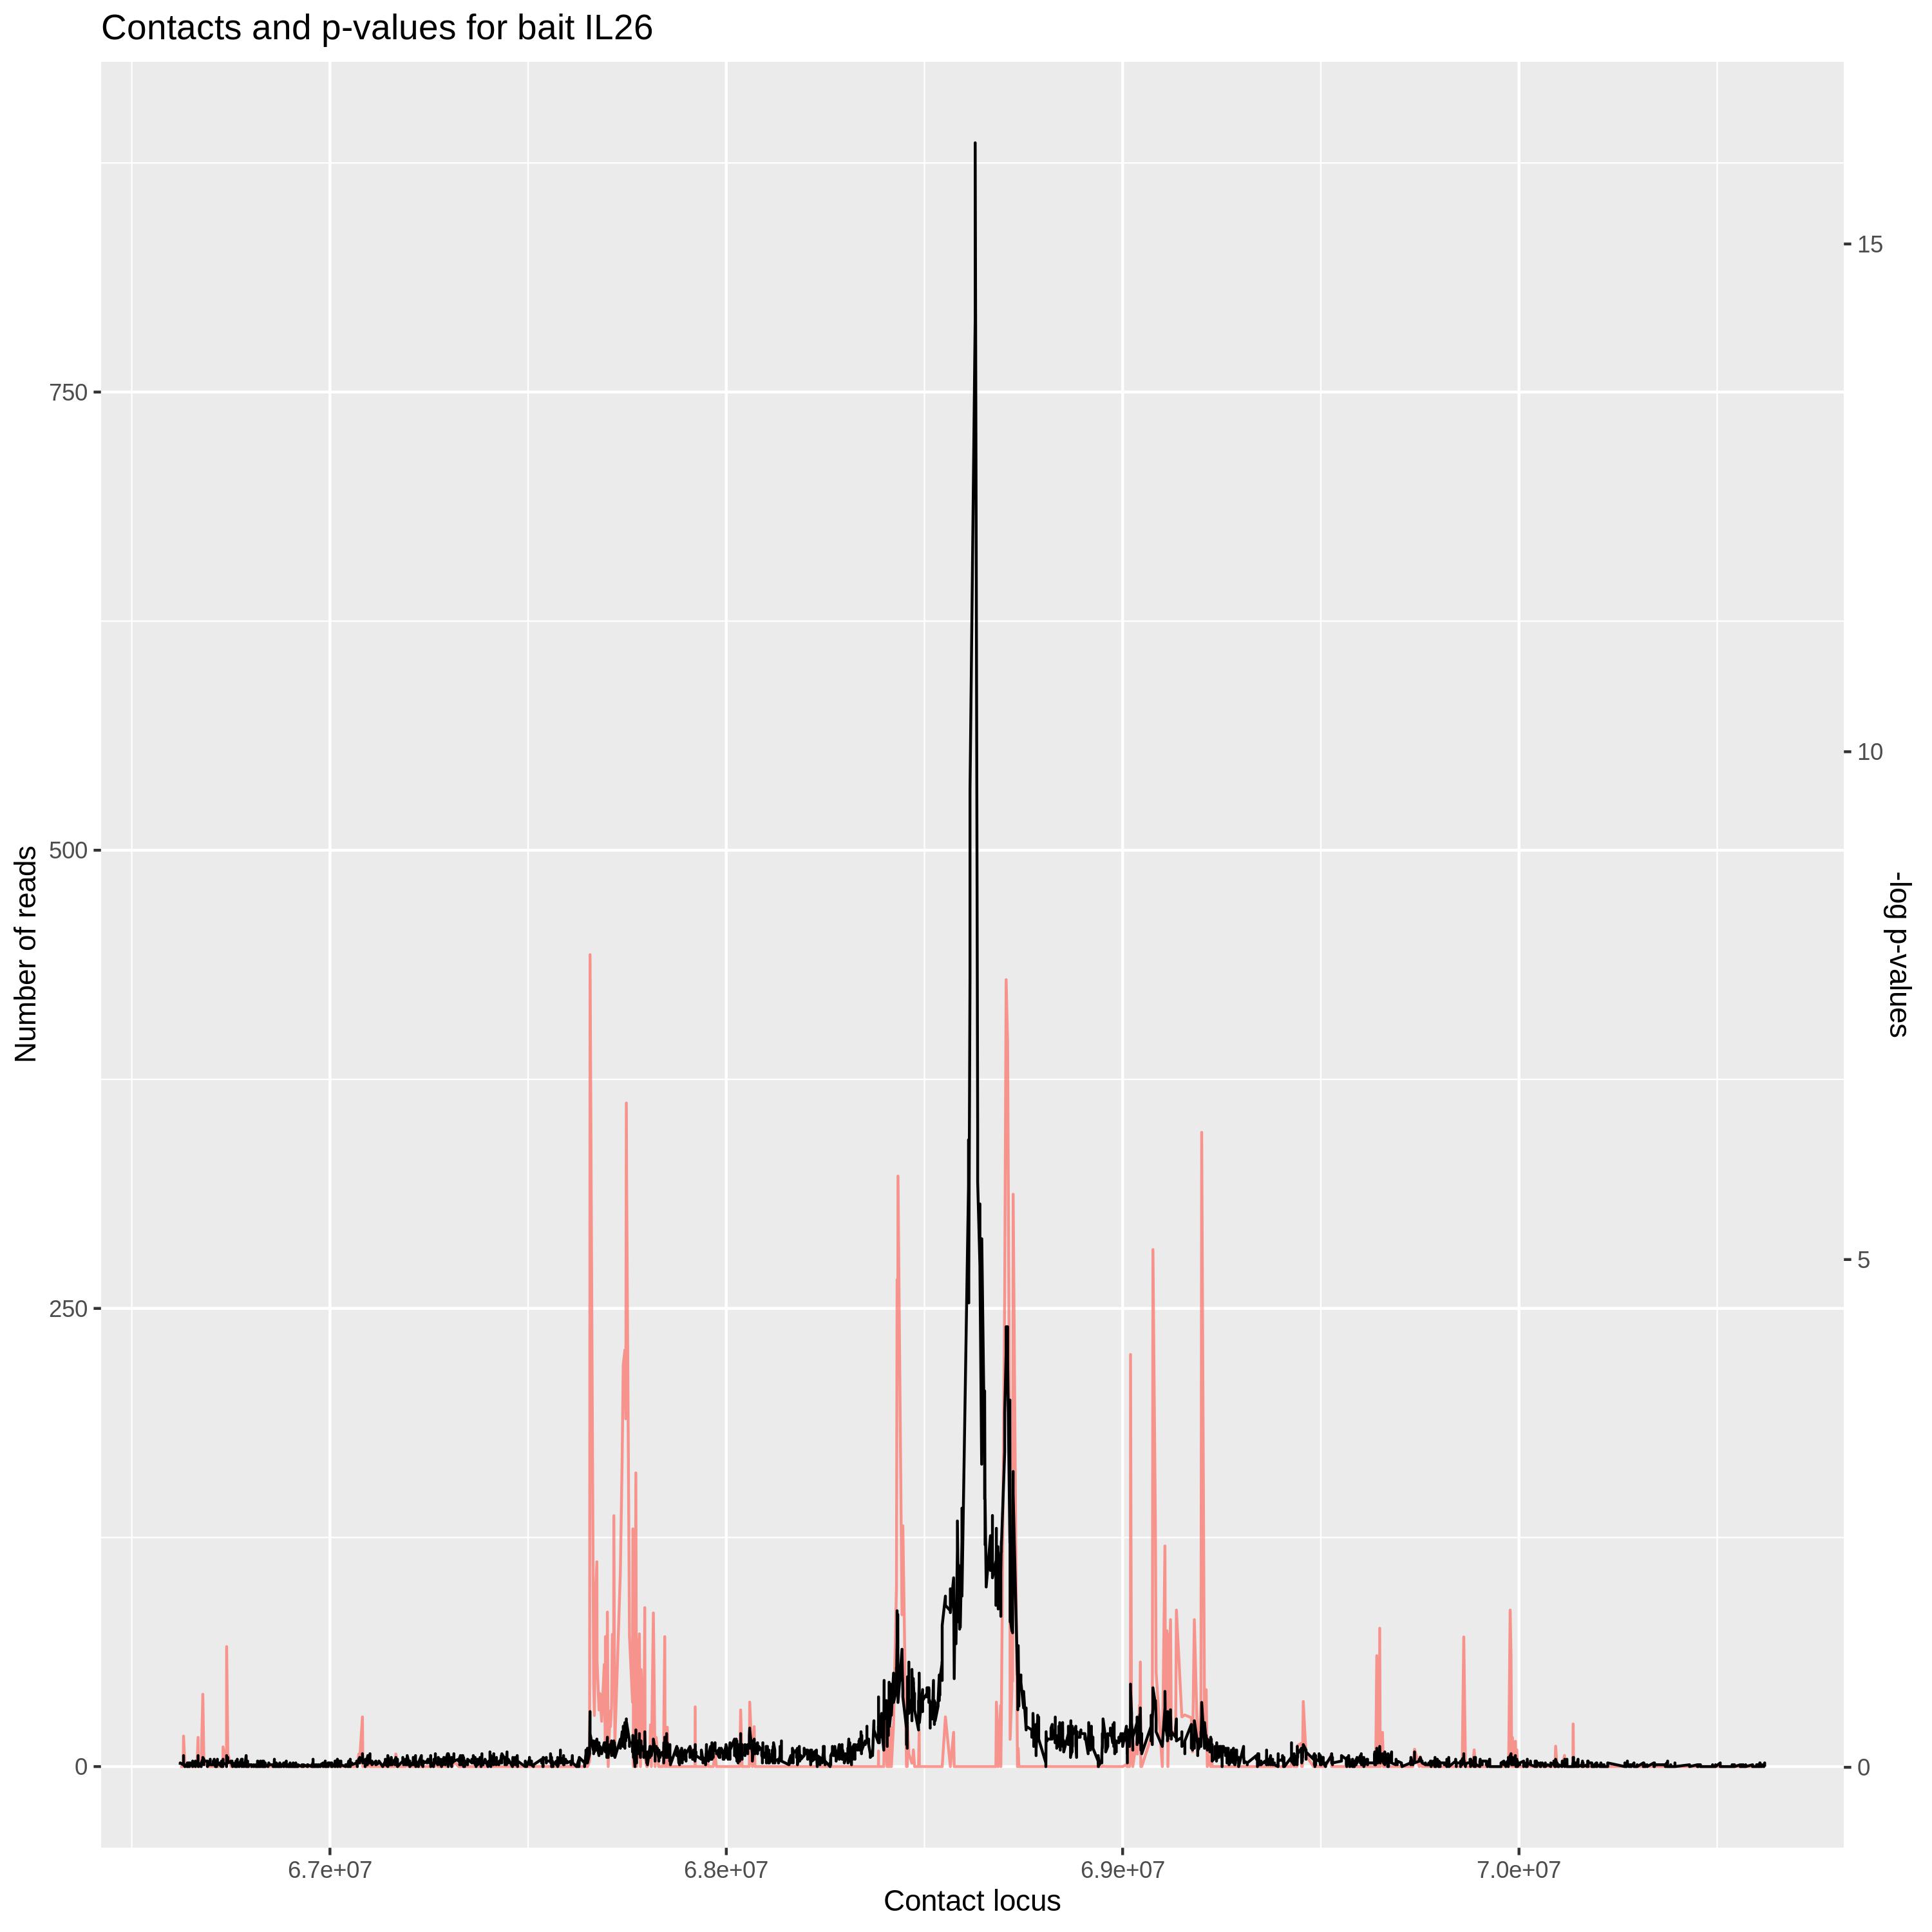 Contacts and p-values for bait IL26
750
500
250
0
Number of reads
15
10
5
0
-log p-values
6.7e+07
6.8e+07
6.9e+07
7.0e+07
Contact locus